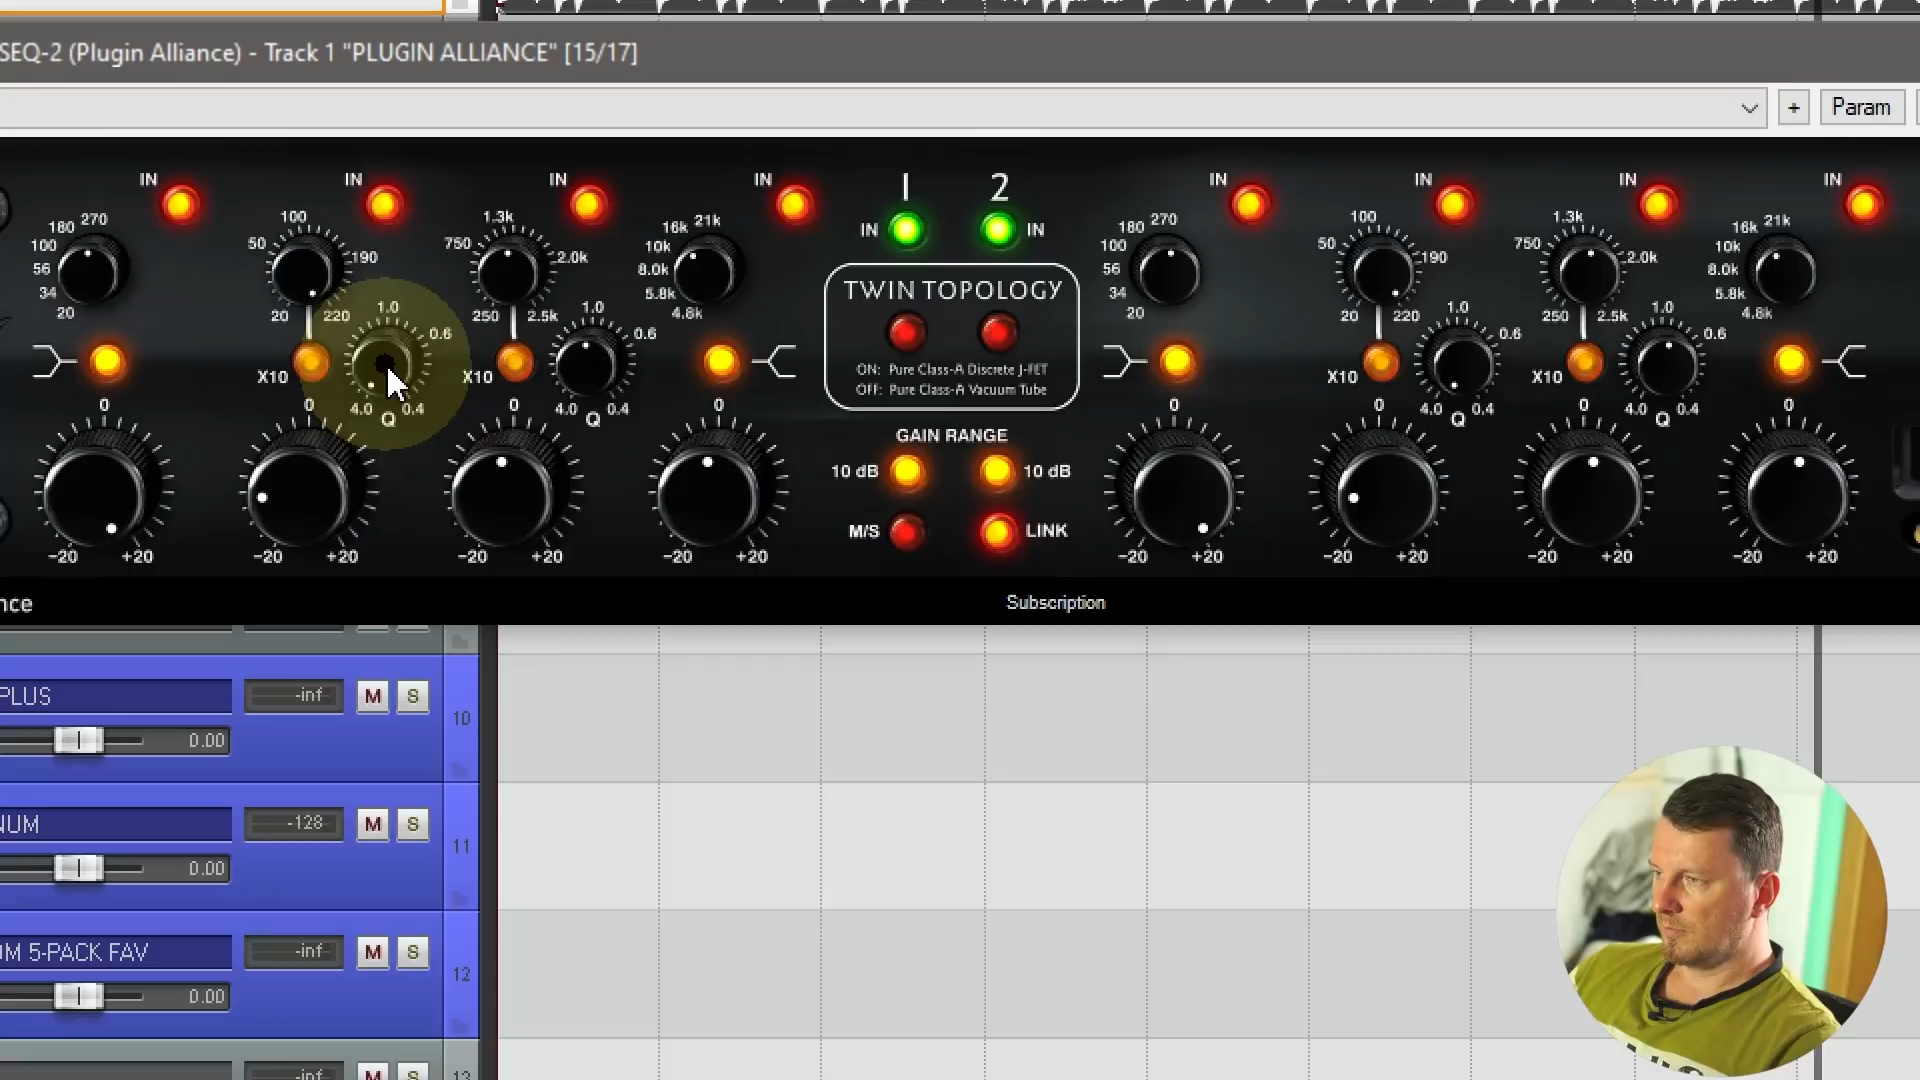 SEQ-2 (Plugin Alliance) - Track 1 "PLUGIN ALLIANCE" [15/17]
+ Param
IN IN IN IN 1 2 IN IN IN IN
IN IN
180 270 100 1.3k 16k 21k 180 270 100 1.3k 16k 21k
100 50 190 750 2.0k 10k 100 50 190 750 2.0k 10k
56 8.0k 56 8.0k
34 5.8k 34 5.8k
20 20 220 250 2.5k 4.8k 20 20 220 250 2.5k 4.8k
1.0 0.6 1.0 0.6 1.0 0.6 1.0 0.6
TWIN TOPOLOGY
ON: Pure Class-A Discrete J-FET
OFF: Pure Class-A Vacuum Tube
X10 X10 X10 X10
4.0 0.4 4.0 0.4 4.0 0.4 4.0 0.4
Q Q Q Q
0 0 0 0 0 0 0 0
GAIN RANGE
10 dB 10 dB
M/S LINK
-20 +20 -20 +20 -20 +20 -20 +20 -20 +20 -20 +20 -20 +20 -20 +20
nce
Subscription
PLUS -inf M S 10
0.00
NUM -128 M S 11
0.00
OM 5-PACK FAV -inf M S 12
0.00
-inf M S 13